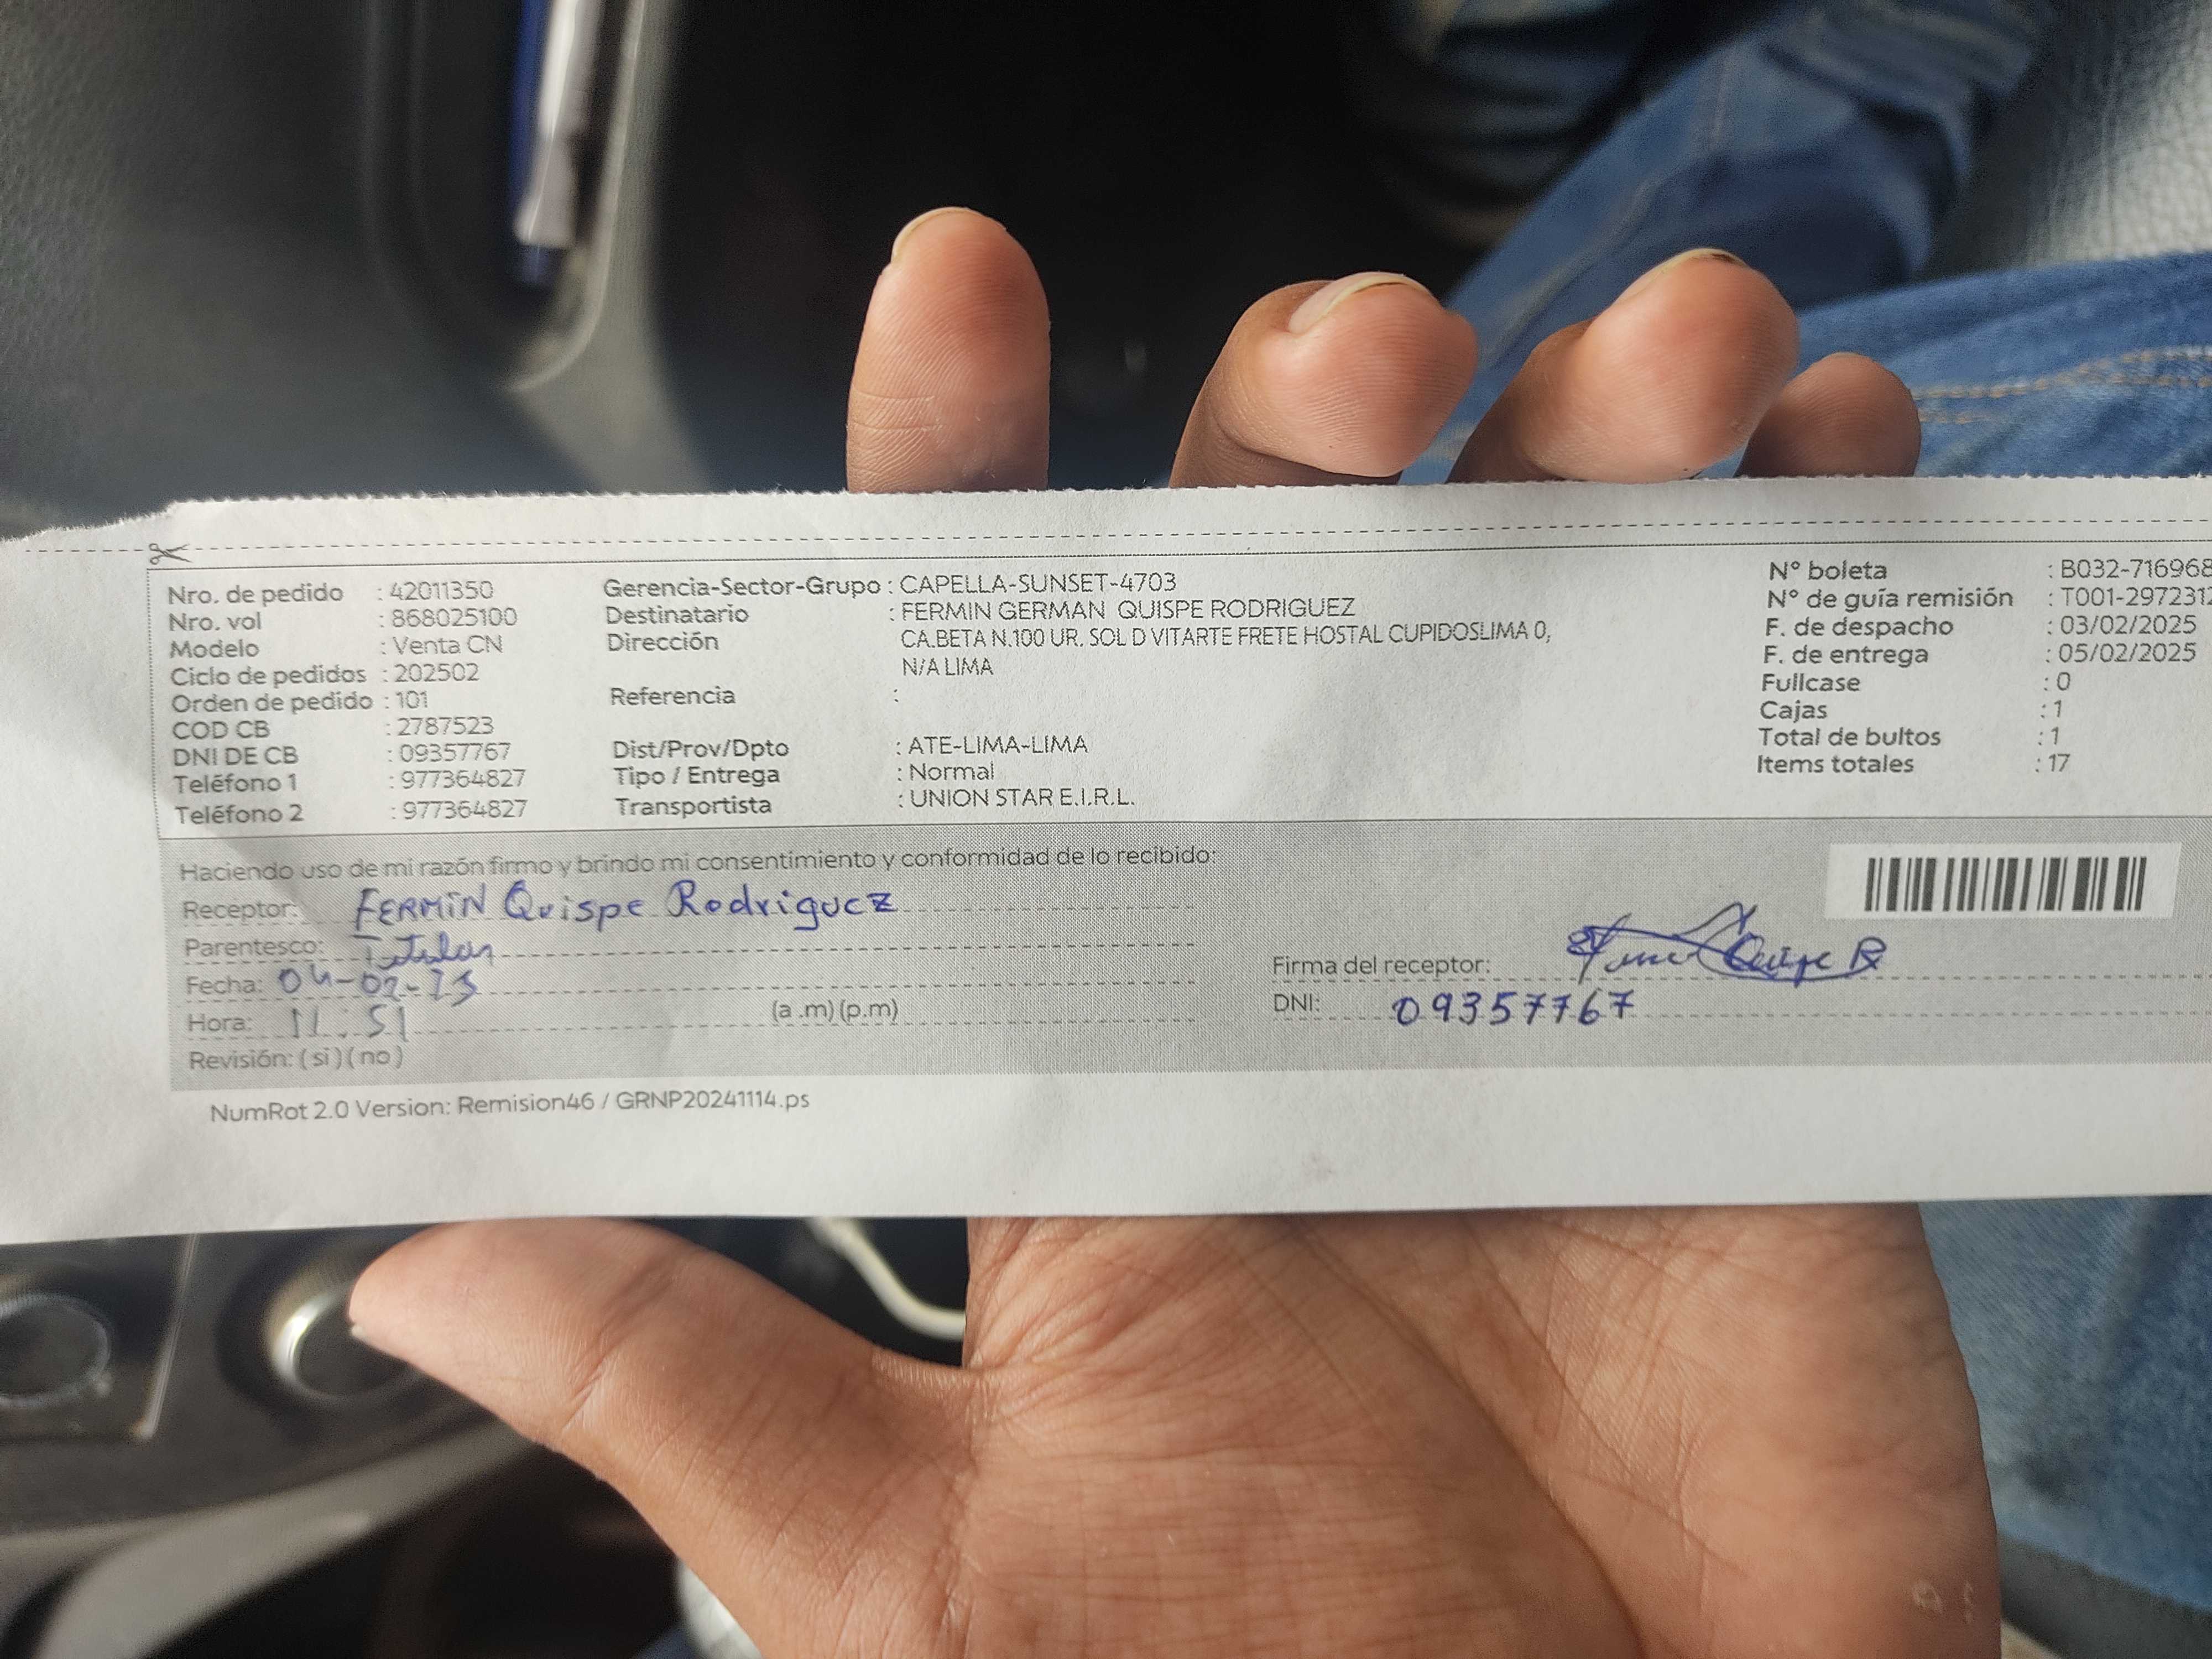 Nro. de pedido : 42011350
Nro. vol : 868025100
Modelo : Venta CN
Ciclo de pedidos : 202502
Orden de pedido : 101
COD CB : 2787523
DNI DE CB : 09357767
Teléfono 1 : 977364827
Teléfono 2 : 977364827
Gerencia-Sector-Grupo : CAPELLA-SUNSET-4703
Destinatario : FERMIN GERMAN QUISPE RODRIGUEZ
Dirección CA.BETA N.100 UR. SOL D VITARTE FRETE HOSTAL CUPIDOSLIMA 0,
N/A LIMA
Referencia :
Dist/Prov/Dpto : ATE-LIMA-LIMA
Tipo / Entrega : Normal
Transportista : UNION STAR E.I.R.L.
N° boleta : B032-716968
N° de guía remisión : T001-2972312
F. de despacho : 03/02/2025
F. de entrega : 05/02/2025
Fullcase : 0
Cajas : 1
Total de bultos : 1
Items totales : 17
Haciendo uso de mi razón firmo y brindo mi consentimiento y conformidad de lo recibido:
Receptor: FERMIN Quispe Rodriguez
Parentesco: Titular
Fecha: 04-02-25
Hora: 11:51 (a .m) (p.m)
Revisión: ( si ) ( no )
Firma del receptor: Quispe R
DNI: 09357767
NumRot 2.0 Version: Remision46 / GRNP20241114.ps